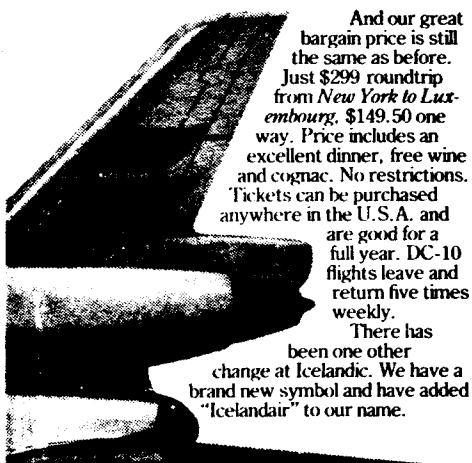 And our great
bargain price is still
the same as before.
Just $299 roundtrip
from New York to Lux-
embourg, $149.50 one
way. Price includes an
excellent dinner, free wine
and cognac. No restrictions.
Tickets can be purchased
anywhere in the U.S.A. and
are good for a
full year. DC-10
flights leave and
return five times
weekly.
There has
been one other
change at Icelandic. We have a
brand new symbol and have added
"Icelandair" to our name.